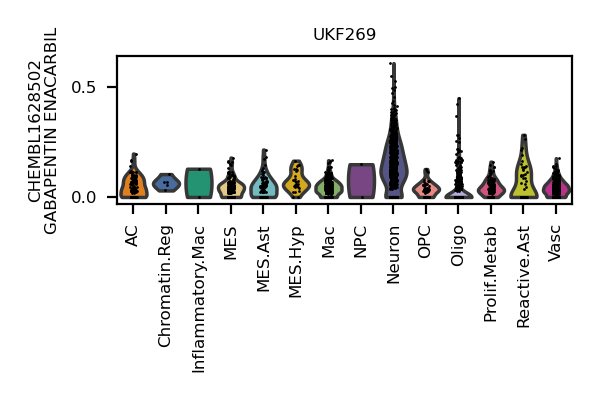 UKF269
CHEMBL1628502
GABAPENTIN ENACARBIL
0.5
0.0
AC
Chromatin.Reg
Inflammatory.Mac
MES
MES.Ast
MES.Hyp
Mac
NPC
Neuron
OPC
Oligo
Prolif.Metab
Reactive.Ast
Vasc